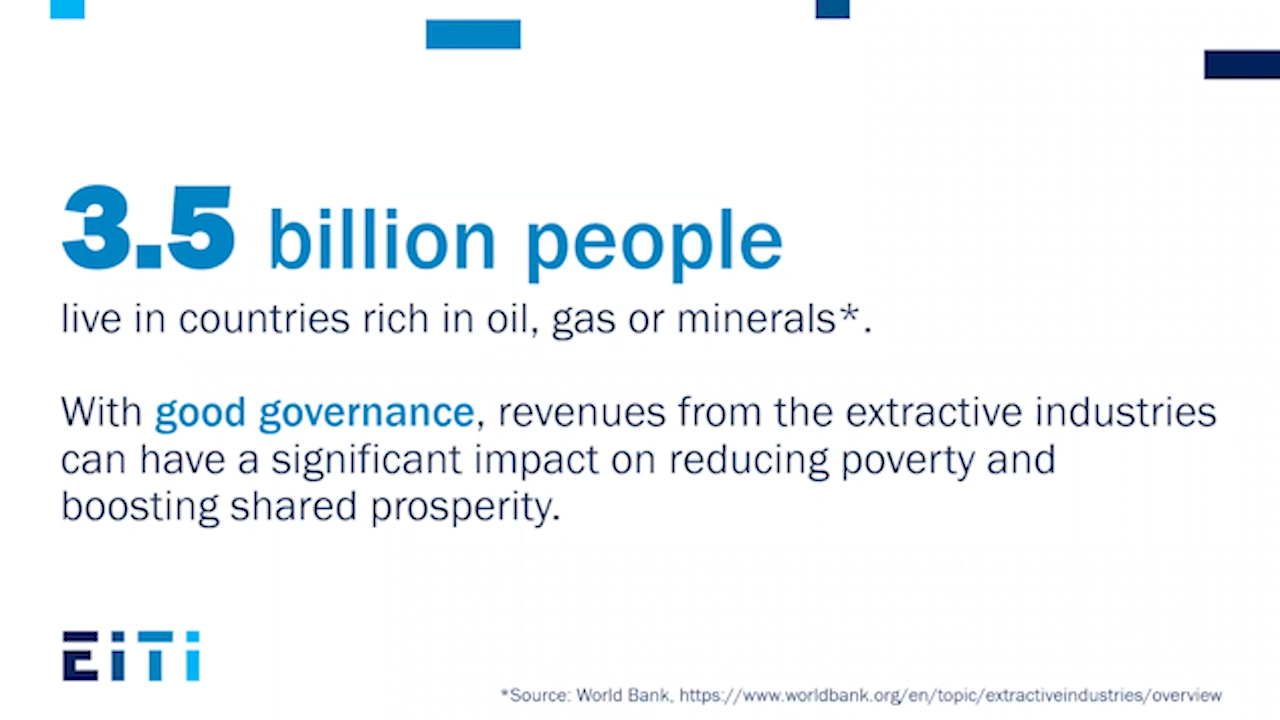 3.5 billion people
live in countries rich in oil, gas or minerals*.
With good governance, revenues from the extractive industries
can have a significant impact on reducing poverty and
boosting shared prosperity.
EiTi
*Source: World Bank, https://www.worldbank.org/en/topic/extractiveindustries/overview